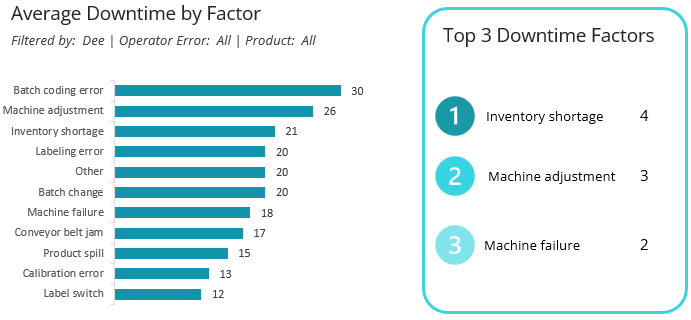 Average Downtime by Factor
Filtered by: Dee | Operator Error: All | Product: All
Batch coding error 30
Machine adjustment 26
Inventory shortage 21
Labeling error 20
Other 20
Batch change 20
Machine failure 18
Conveyor belt jam 17
Product spill 15
Calibration error 13
Label switch 12
Top 3 Downtime Factors
1 Inventory shortage 4
2 Machine adjustment 3
3 Machine failure 2